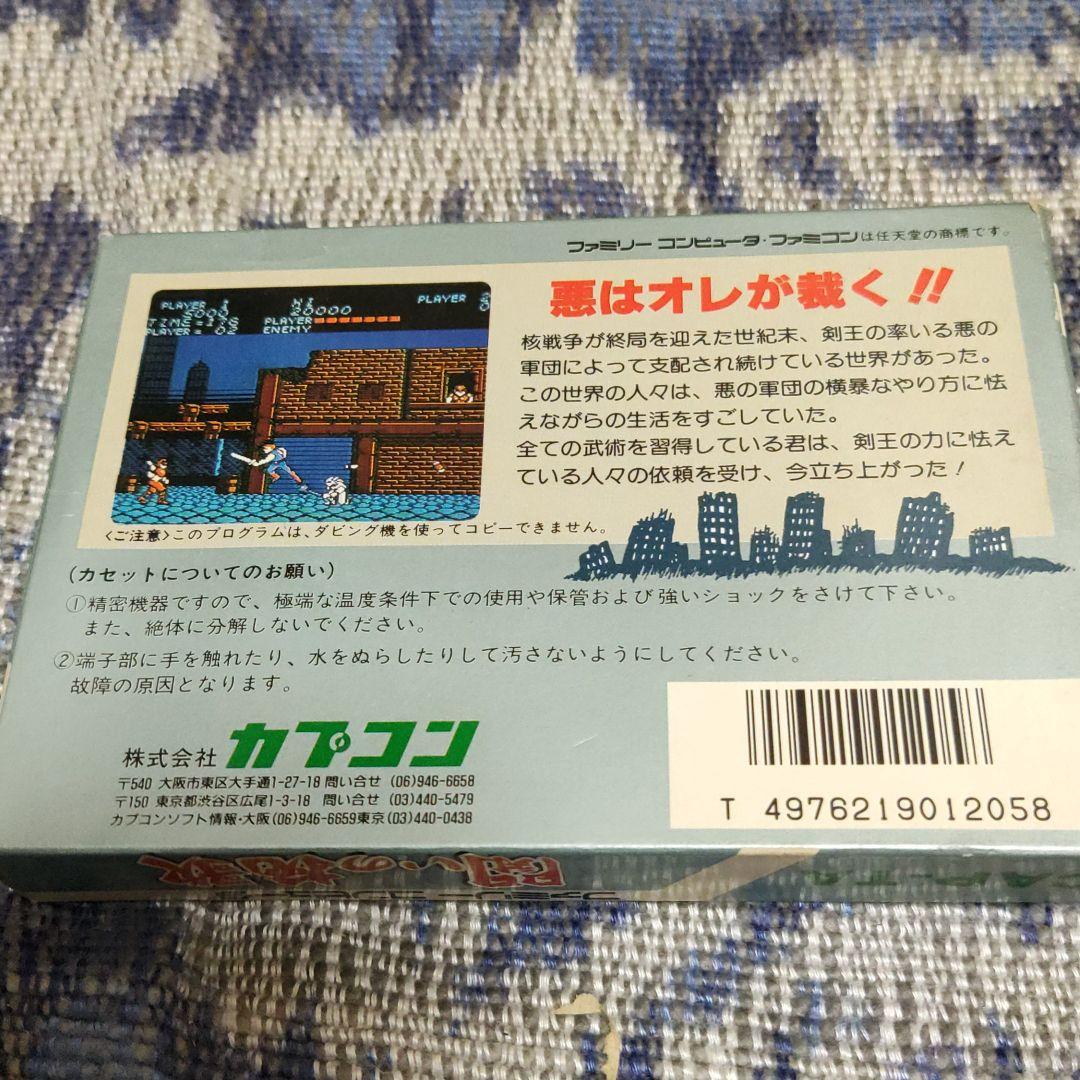 ファミリー コンピュータ・ファミコンは任天堂の商標です。
PLAYER 1 HI PLAYER 2
5000 20000 0
PLAYER
ENEMY
悪はオレが裁く!!
核戦争が終局を迎えた世紀末、剣王の率いる悪の
軍団によって支配され続けている世界があった。
この世界の人々は、悪の軍団の横暴なやり方に怯
えながらの生活をすごしていた。
全ての武術を習得している君は、剣王の力に怯え
ている人々の依頼を受け、今立ち上がった!
〈ご注意〉このプログラムは、ダビング機を使ってコピーできません。
(カセットについてのお願い)
①精密機器ですので、極端な温度条件下での使用や保管および強いショックをさけて下さい。
また、絶対に分解しないでください。
②端子部に手を触れたり、水をぬらしたりして汚さないようにしてください。
故障の原因となります。
株式会社 カプコン
〒540 大阪市東区大手通1-27-18 問い合せ (06)946-6658
〒150 東京都渋谷区広尾1-3-18 問い合せ (03)440-5479
カプコンソフト情報・大阪(06)946-6659東京(03)440-0438
T 4976219012058
闘いの挽歌